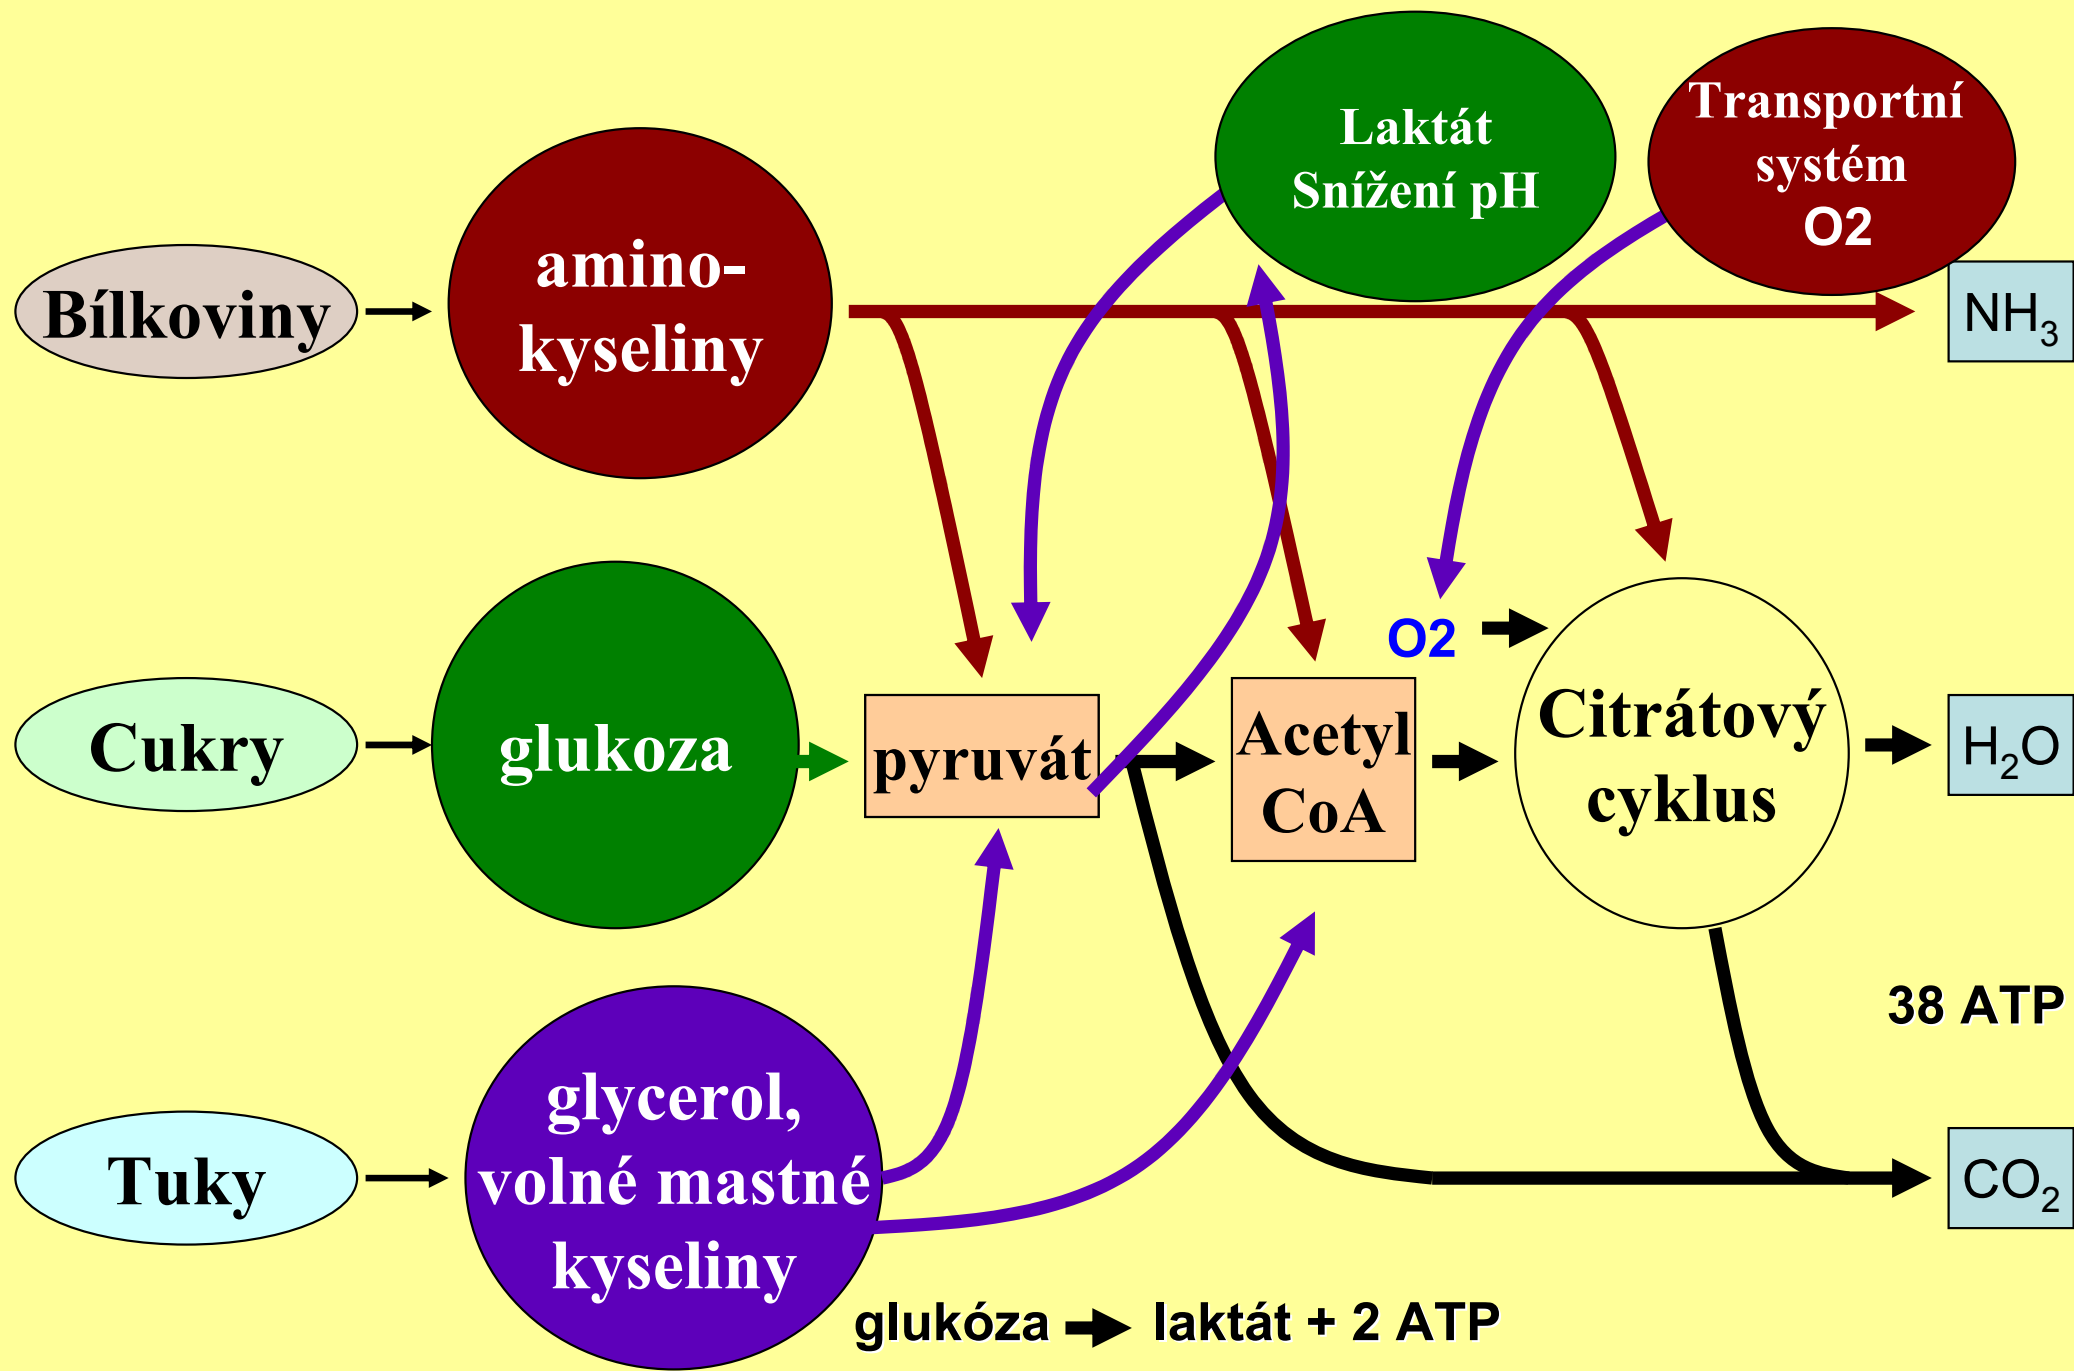 Laktát
Snížení pH
Transportní
systém
O2
Bílkoviny
amino-
kyseliny
NH3
O2
Cukry
glukoza
pyruvát
Acetyl
CoA
Citrátový
cyklus
H2O
38 ATP
Tuky
glycerol,
volné mastné
kyseliny
CO2
glukóza laktát + 2 ATP